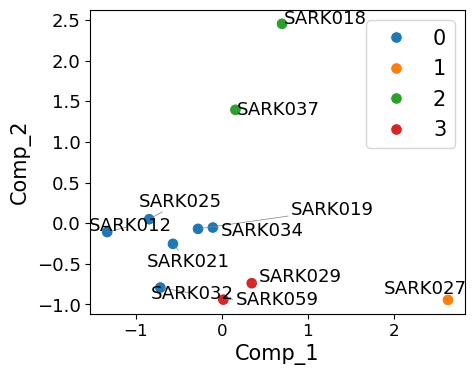 2.5
2.0
1.5
1.0
0.5
0.0
−0.5
−1.0
Comp_2
SARK018
SARK037
SARK025
SARK019
SARK012
SARK034
SARK021
SARK029
SARK032
SARK059
SARK027
0
1
2
3
−1
0
1
2
Comp_1